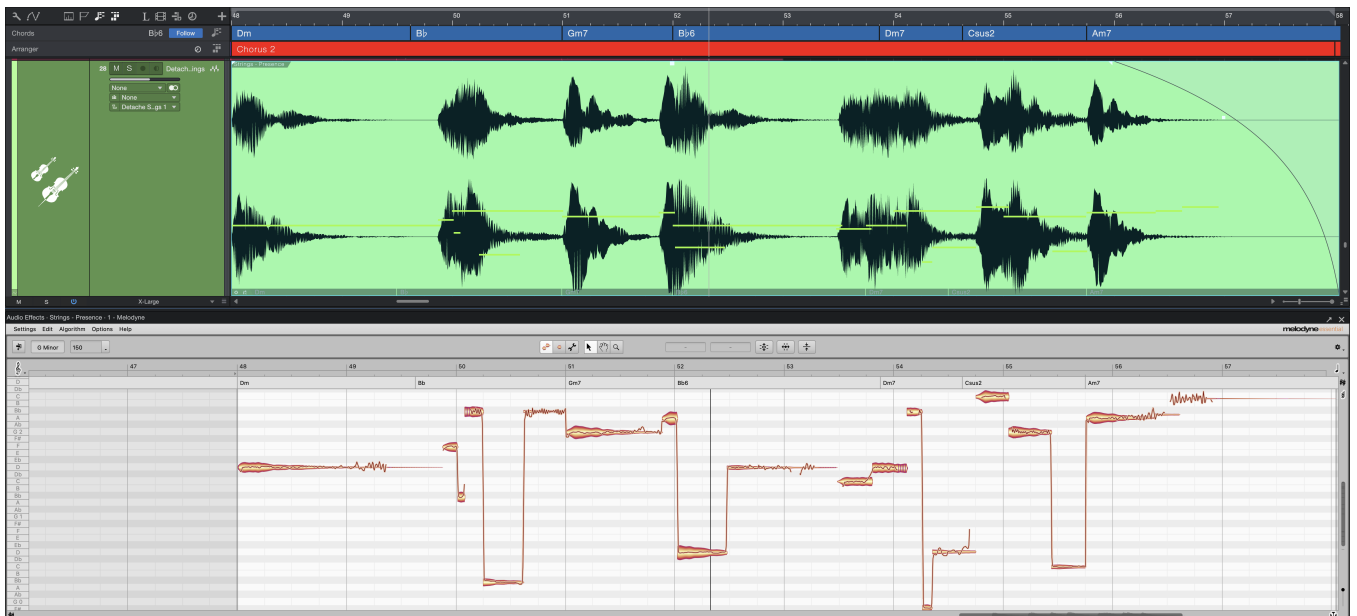 L 48 49 50 51 52 53 54 55 56 57 58
Chords B♭6 Follow Dm B♭ Gm7 B♭6 Dm7 Csus2 Am7
Arranger Chorus 2
28 M S Detach..ings Strings - Presence
None
None
Detache S..gs 1
M S X-Large
Audio Effects - Strings - Presence - 1 - Melodyne
Settings Edit Algorithm Options Help melodyne essential
G Minor 150 - -
47 48 49 50 51 52 53 54 55 56 57
D Dm Bb Gm7 Bb6 Dm7 Csus2 Am7
Db
C
B
Bb
A
Ab
G 2
F#
F
E
Eb
D
Db
C
B
Bb
A
Ab
G 1
F#
F
E
Eb
D
Db
C
B
Bb
A
Ab
G 0
F#